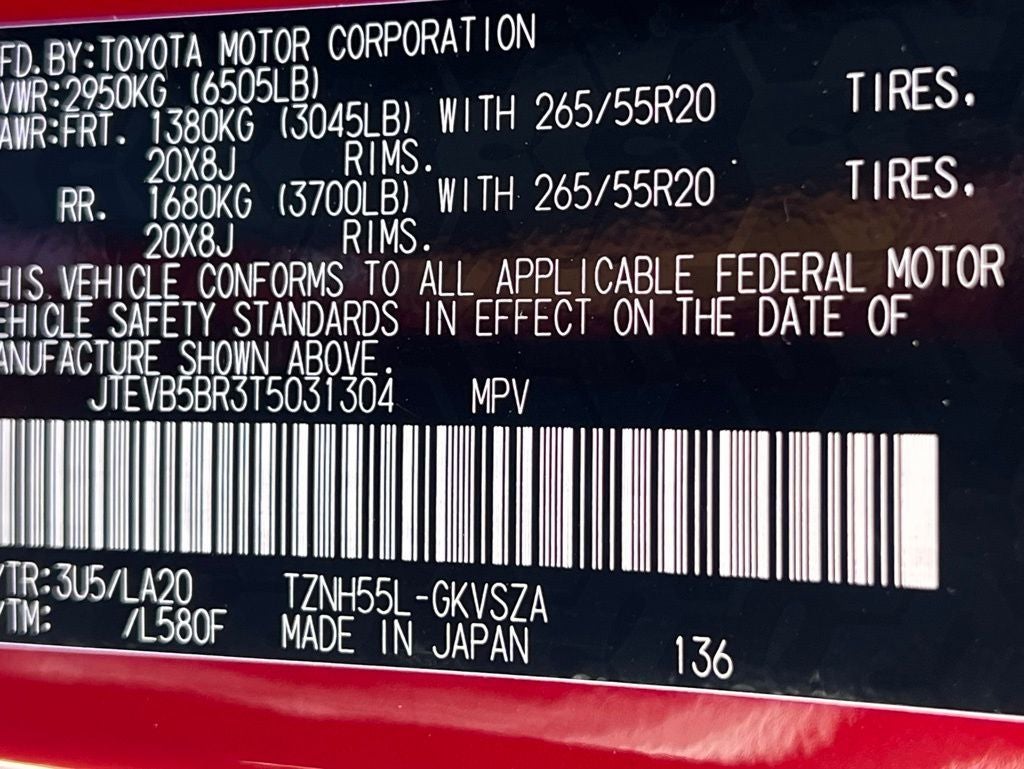 FD.BY:TOYOTA MOTOR CORPORATION
VWR:2950KG (6505LB)
AWR:FRT. 1380KG (3045LB) WITH 265/55R20 TIRES.
20X8J RIMS.
RR. 1680KG (3700LB) WITH 265/55R20 TIRES.
20X8J RIMS.
HIS VEHICLE CONFORMS TO ALL APPLICABLE FEDERAL MOTOR
EHICLE SAFETY STANDARDS IN EFFECT ON THE DATE OF
ANUFACTURE SHOWN ABOVE.
JTEVB5BR3T5031304 MPV
/TR:3U5/LA20 TZNH55L-GKVSZA
/TM: /L580F MADE IN JAPAN 136